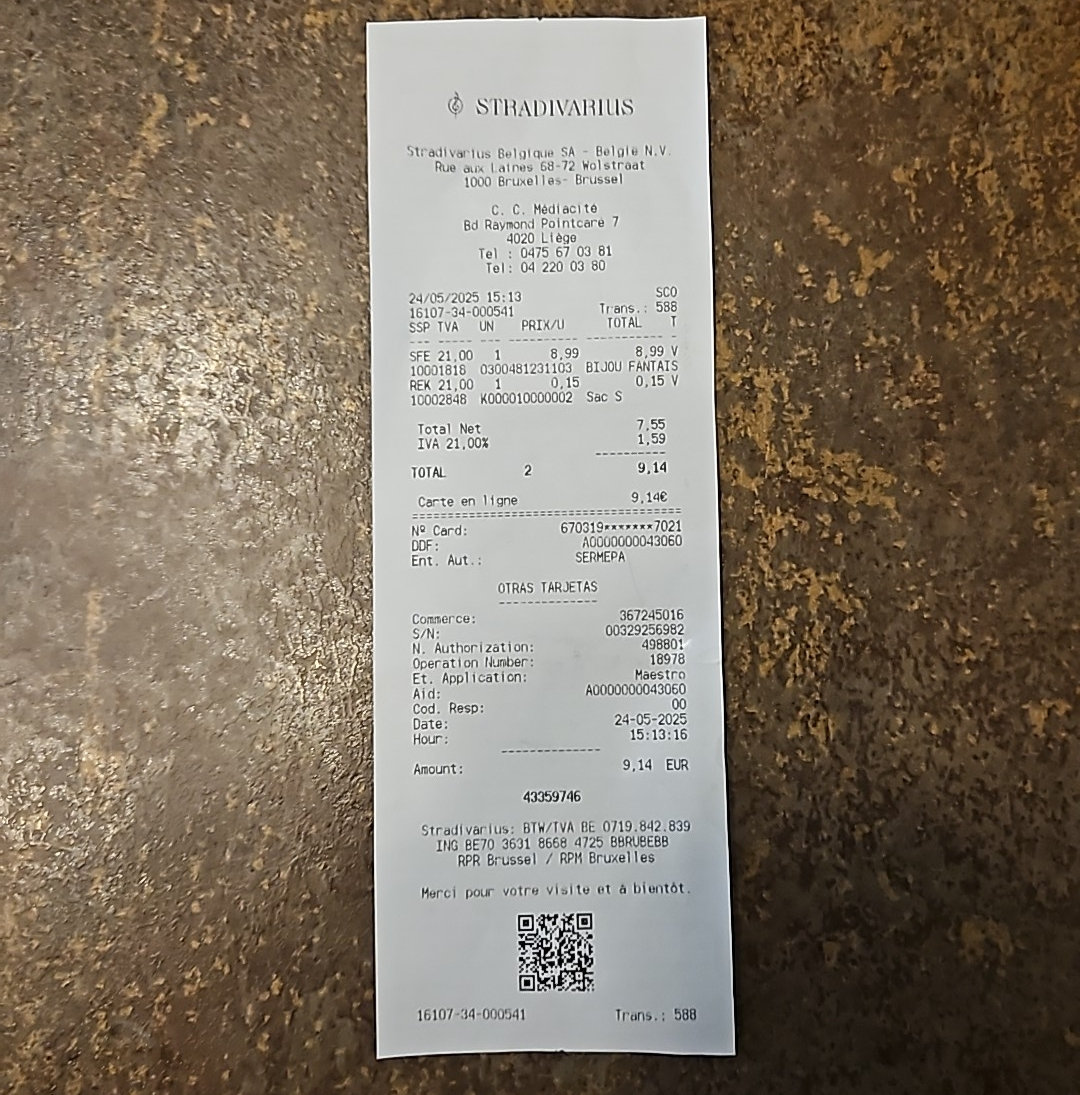 STRADIVARIUS
Stradivarius Belgique SA - Belgie N.V.
Rue aux Laines 68-72 Wolstraat
1000 Bruxelles- Brussel
C. C. Médiacité
Bd Raymond Pointcaré 7
4020 Liège
Tel : 0475 67 03 81
Tel: 04 220 03 80
24/05/2025 15:13 SCO
16107-34-000541 Trans.: 588
SSP TVA UN PRIX/U TOTAL T
SFE 21,00 1 8,99 8,99 V
10001818 0300481231103 BIJOU FANTAIS
REK 21,00 1 0,15 0,15 V
10002848 K000010000002 Sac S
Total Net 7,55
IVA 21,00% 1,59
TOTAL 2 9,14
Carte en ligne 9,14€
Nº Card: 670319*******7021
DDF: A0000000043060
Ent. Aut.: SERMEPA
OTRAS TARJETAS
Commerce: 367245016
S/N: 00329256982
N. Authorization: 498801
Operation Number: 18978
Et. Application: Maestro
Aid: A0000000043060
Cod. Resp: 00
Date: 24-05-2025
Hour: 15:13:16
Amount: 9,14 EUR
43359746
Stradivarius: BTW/TVA BE 0719.842.839
ING BE70 3631 8668 4725 BBRUBEBB
RPR Brussel / RPM Bruxelles
Merci pour votre visite et à bientôt.
16107-34-000541 Trans.: 588